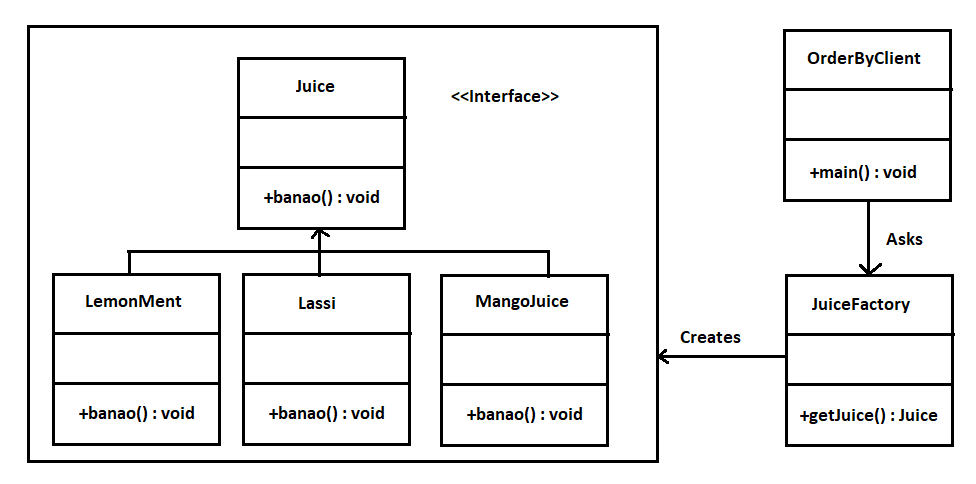 Juice
<<Interface>>
+banao() : void
LemonMent
+banao() : void
Lassi
+banao() : void
MangoJuice
+banao() : void
OrderByClient
+main() : void
Asks
JuiceFactory
+getJuice() : Juice
Creates